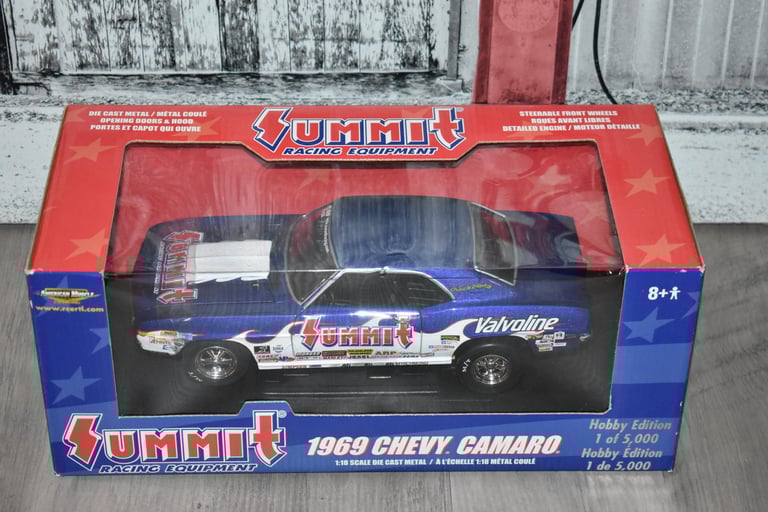 DIE CAST METAL / MÉTAL COULÉ
OPENING DOORS & HOOD
PORTES ET CAPOT QUI OUVRE
SUMMIT®
RACING EQUIPMENT
STEERABLE FRONT WHEELS
ROUES AVANT LIBRES
DETAILED ENGINE / MOTEUR DÉTAILLÉ
AMERICAN MUSCLE
www.rcertl.com
8+
SUMMIT
SUMMIT
Valvoline
ARP
M/T
SUMMIT®
RACING EQUIPMENT
1969 CHEVY. CAMARO
1:18 SCALE DIE CAST METAL / À L'ÉCHELLE 1:18 MÉTAL COULÉ
Hobby Edition
1 of 5,000
Hobby Edition
1 de 5,000